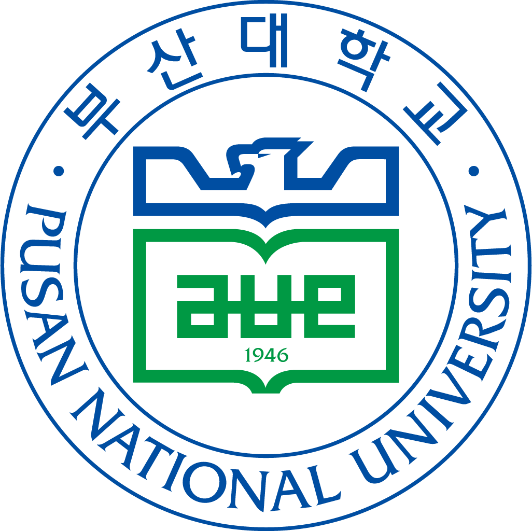 부산대학교
PUSAN NATIONAL UNIVERSITY
1946